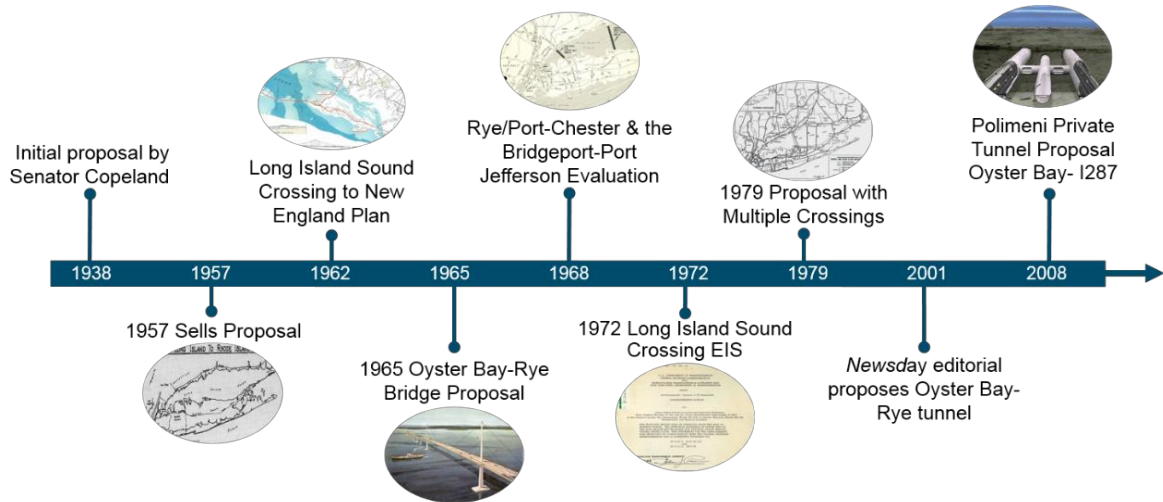 Initial proposal by
Senator Copeland
Long Island Sound
Crossing to New
England Plan
Rye/Port-Chester & the
Bridgeport-Port
Jefferson Evaluation
1979 Proposal with
Multiple Crossings
Polimeni Private
Tunnel Proposal
Oyster Bay- I287
1938
1957
1962
1965
1968
1972
1979
2001
2008
1957 Sells Proposal
1965 Oyster Bay-Rye
Bridge Proposal
1972 Long Island Sound
Crossing EIS
Newsday editorial
proposes Oyster Bay-
Rye tunnel